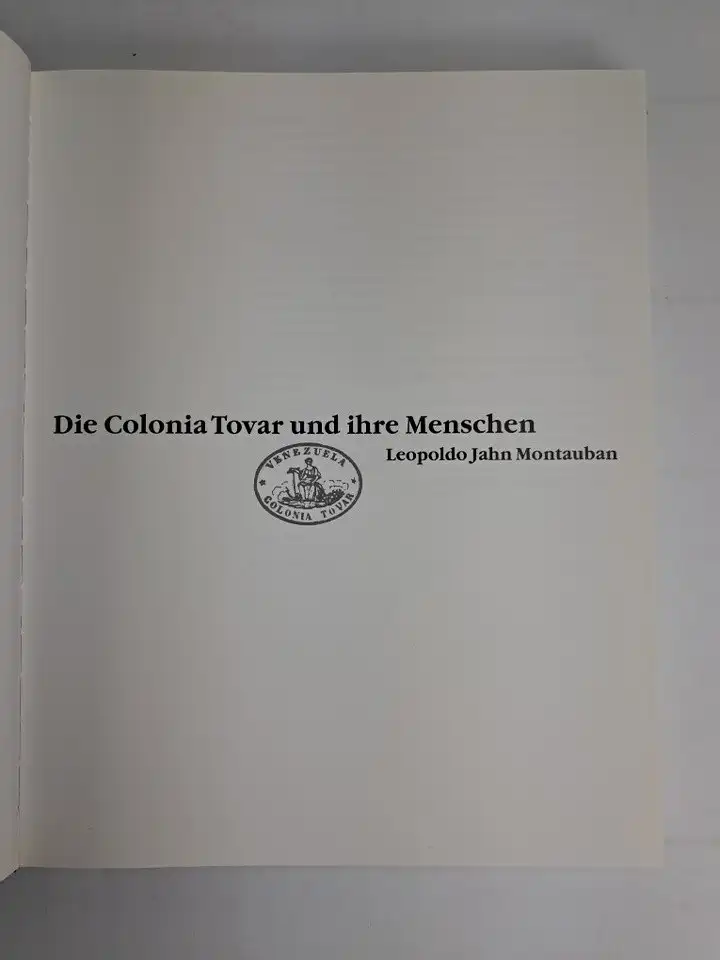 Die Colonia Tovar und ihre Menschen
Leopoldo Jahn Montauban
VENEZUELA
COLONIA TOVAR